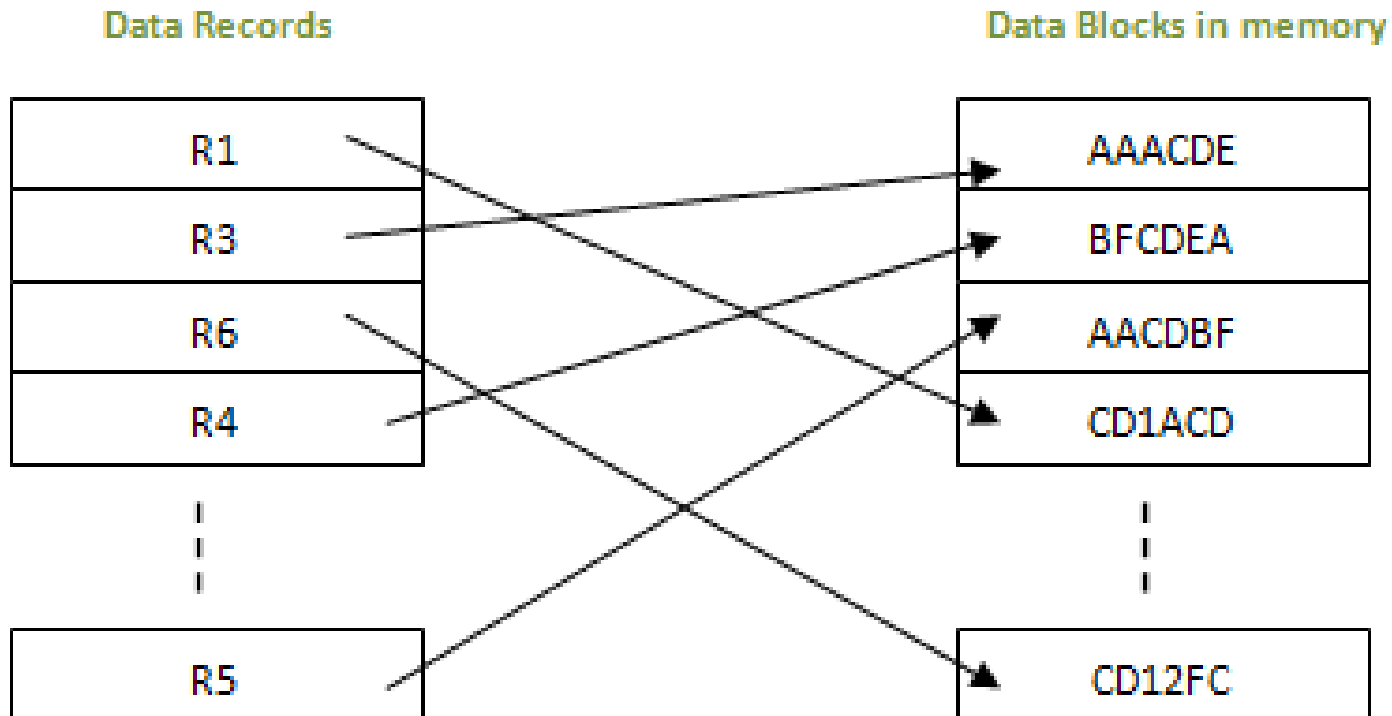 Data Records
Data Blocks in memory
R1
AAACDE
R3
BFCDEA
R6
AACDBF
R4
CD1ACD
R5
CD12FC